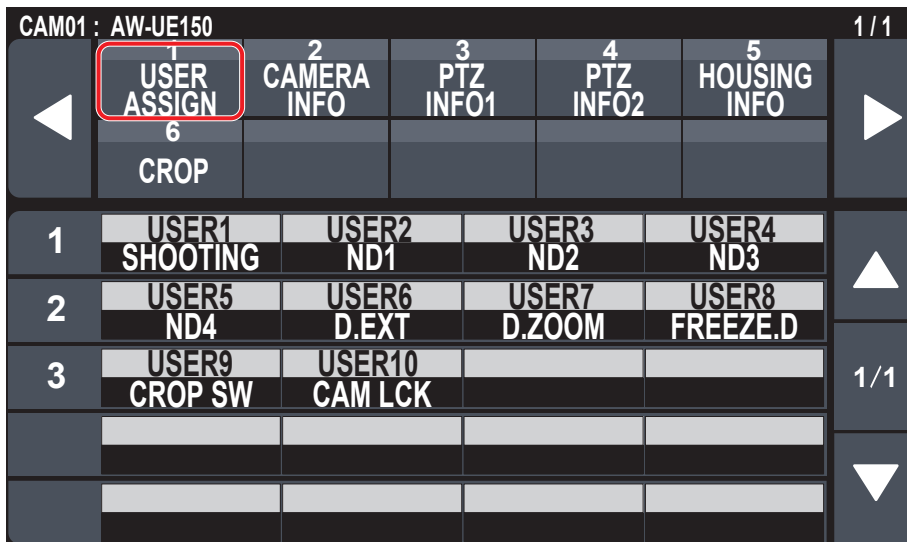 CAM01 : AW-UE150 1/1
1 2 3 4 5
USER CAMERA PTZ PTZ HOUSING
ASSIGN INFO INFO1 INFO2 INFO
6
CROP
1 USER1 USER2 USER3 USER4
SHOOTING ND1 ND2 ND3
2 USER5 USER6 USER7 USER8
ND4 D.EXT D.ZOOM FREEZE.D
3 USER9 USER10 1/1
CROP SW CAM LCK